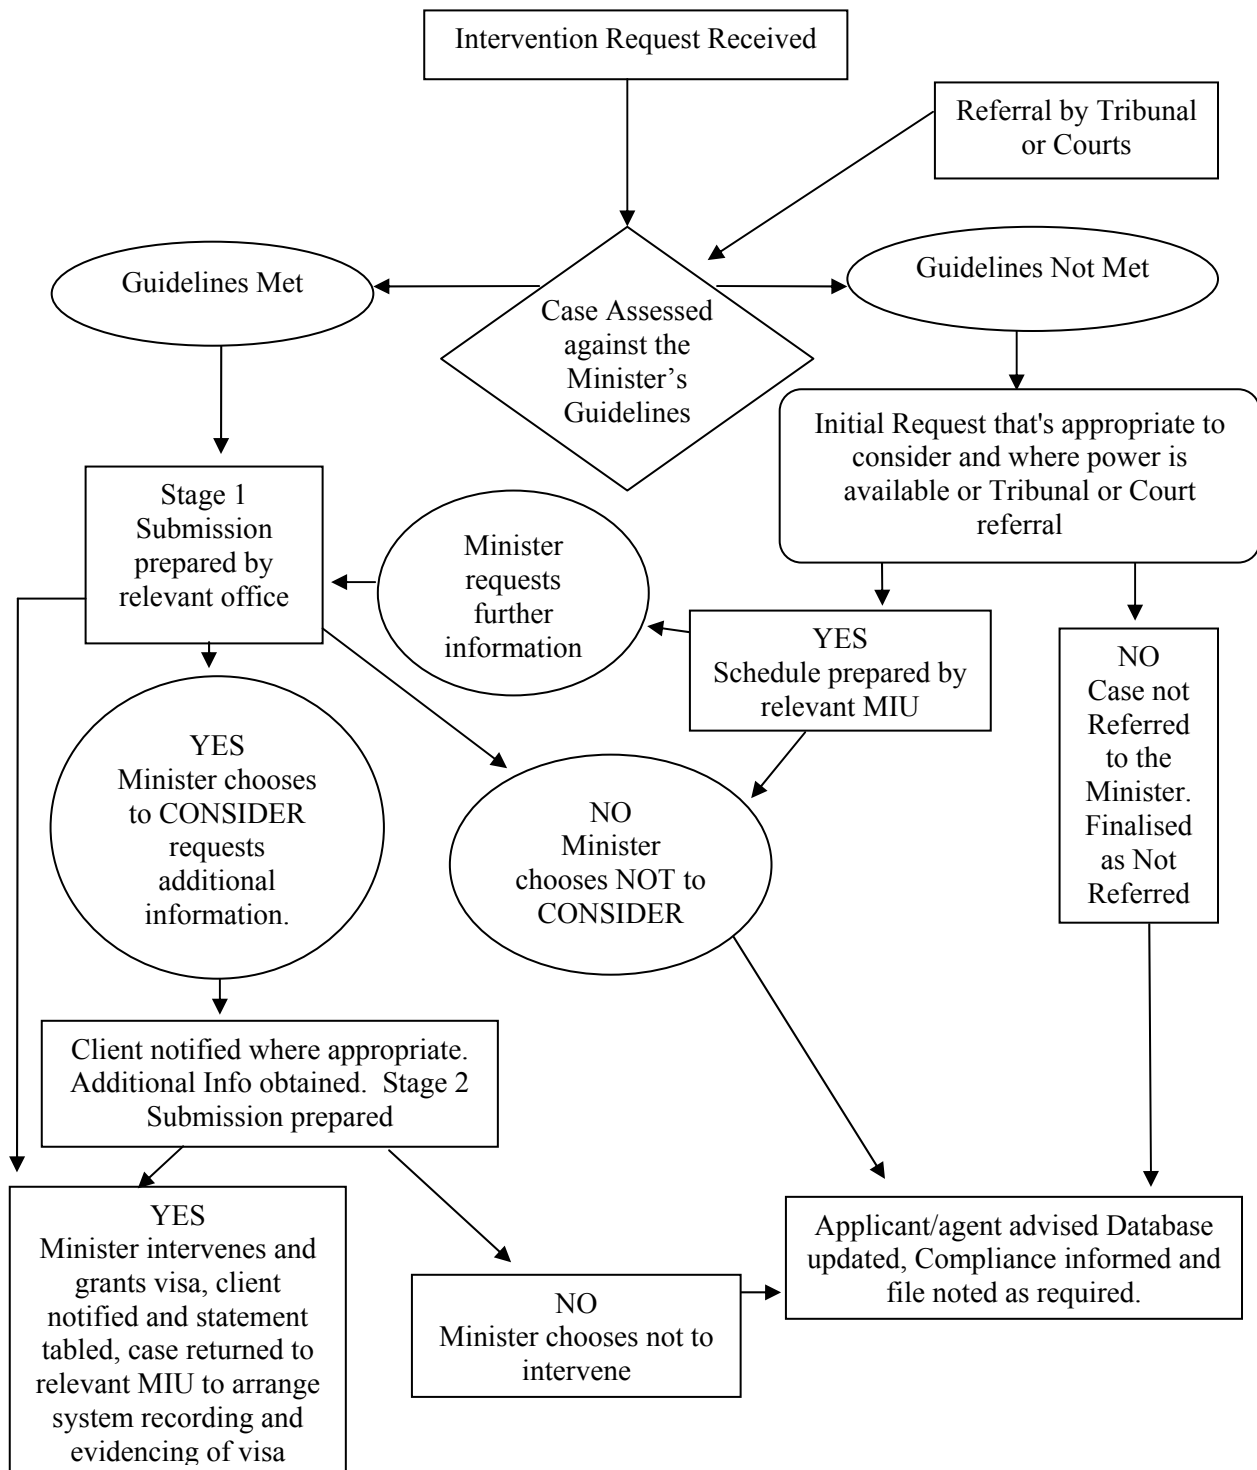 Intervention Request Received
Referral by Tribunal
or Courts
Guidelines Met
Guidelines Not Met
Case Assessed
against the
Minister’s
Guidelines
Initial Request that's appropriate to
consider and where power is
available or Tribunal or Court
referral
Stage 1
Submission
prepared by
relevant office
Minister
requests
further
information
YES
Schedule prepared by
relevant MIU
NO
Case not
Referred
to the
Minister.
Finalised
as Not
Referred
YES
Minister chooses
to CONSIDER
requests
additional
information.
NO
Minister
chooses NOT to
CONSIDER
Client notified where appropriate.
Additional Info obtained.  Stage 2
Submission prepared
YES
Minister intervenes and
grants visa, client
notified and statement
tabled, case returned to
relevant MIU to arrange
system recording and
evidencing of visa
NO
Minister chooses not to
intervene
Applicant/agent advised Database
updated, Compliance informed and
file noted as required.